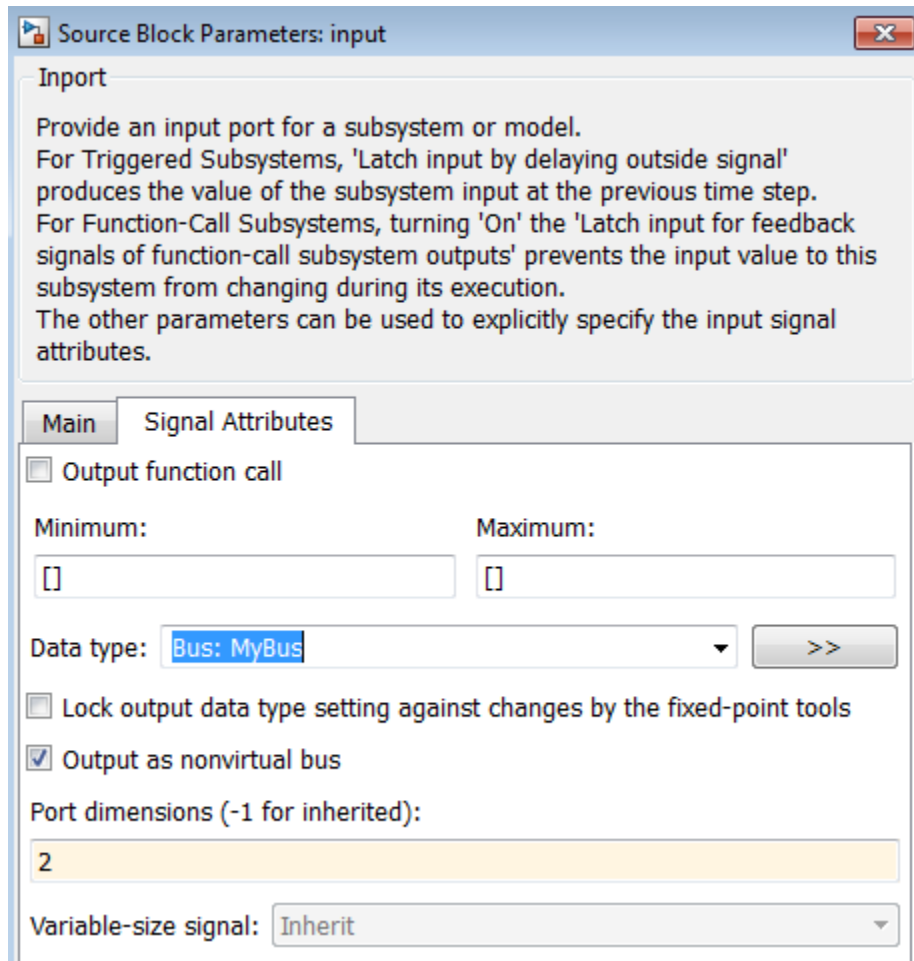 Source Block Parameters: input
Inport
Provide an input port for a subsystem or model.
For Triggered Subsystems, 'Latch input by delaying outside signal'
produces the value of the subsystem input at the previous time step.
For Function-Call Subsystems, turning 'On' the 'Latch input for feedback
signals of function-call subsystem outputs' prevents the input value to this
subsystem from changing during its execution.
The other parameters can be used to explicitly specify the input signal
attributes.
Main Signal Attributes
Output function call
Minimum: Maximum:
[] []
Data type: Bus: MyBus >>
Lock output data type setting against changes by the fixed-point tools
Output as nonvirtual bus
Port dimensions (-1 for inherited):
2
Variable-size signal: Inherit